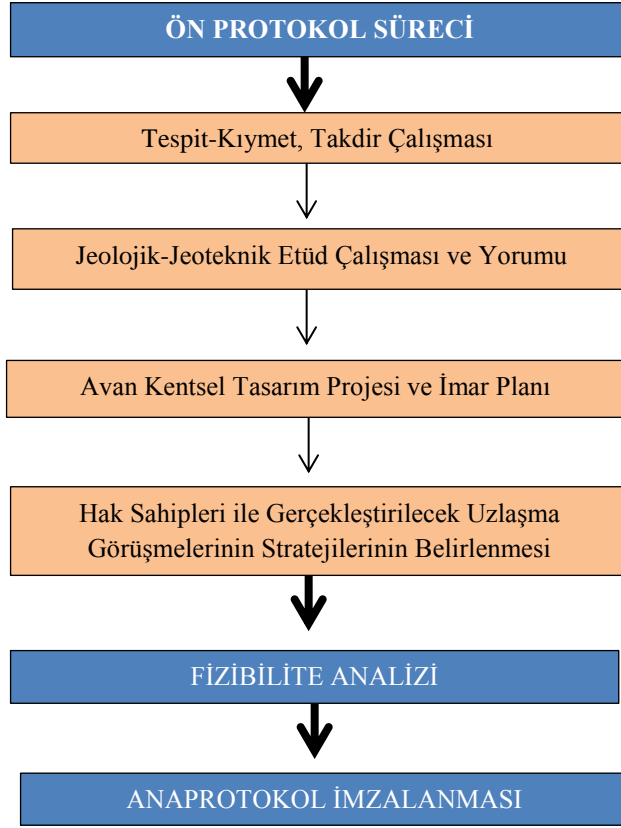 ÖN PROTOKOL SÜRECİ
Tespit-Kıymet, Takdir Çalışması
Jeolojik-Jeoteknik Etüd Çalışması ve Yorumu
Avan Kentsel Tasarım Projesi ve İmar Planı
Hak Sahipleri ile Gerçekleştirilecek Uzlaşma
Görüşmelerinin Stratejilerinin Belirlenmesi
FİZİBİLİTE ANALİZİ
ANAPROTOKOL İMZALANMASI